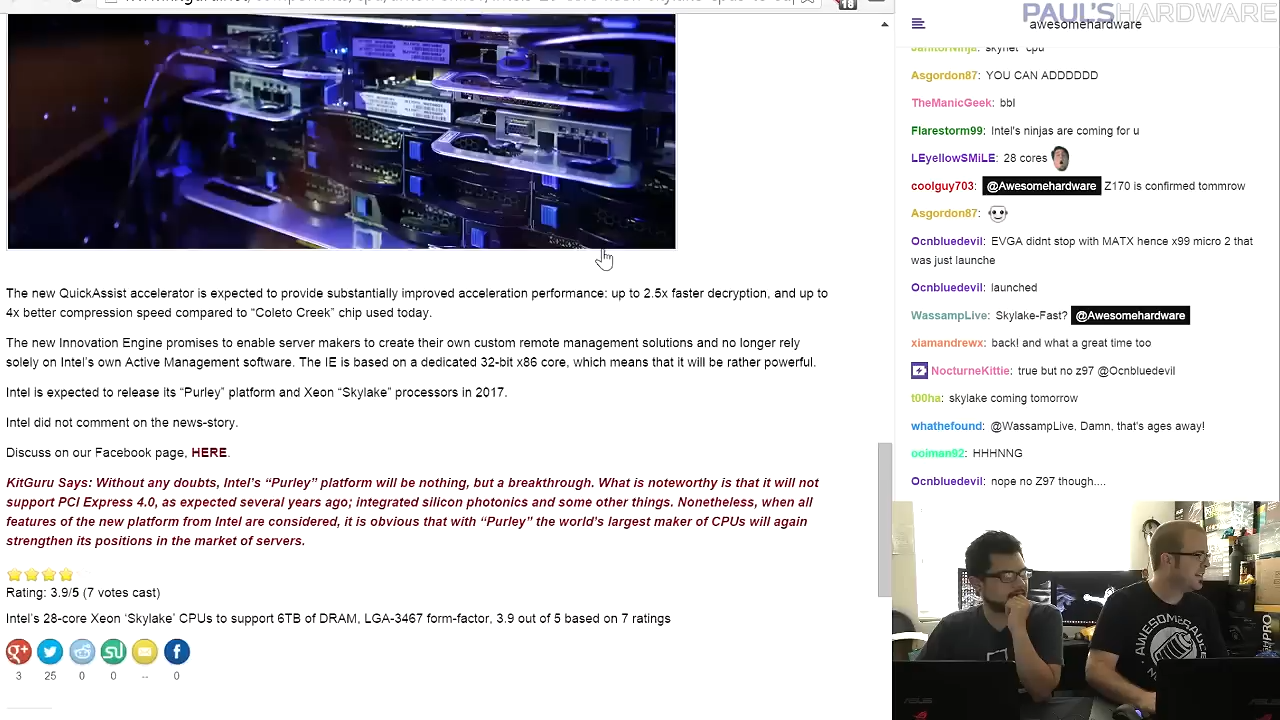 18
PAUL'SHARDWARE
awesomehardware
JanitorNinja: skynet cpu
Asgordon87: YOU CAN ADDDDDD
TheManicGeek: bbl
Flarestorm99: Intel's ninjas are coming for u
LEyellowSMiLE: 28 cores
coolguy703: @Awesomehardware Z170 is confirmed tommrow
Asgordon87:
Ocnbluedevil: EVGA didnt stop with MATX hence x99 micro 2 that
was just launche
Ocnbluedevil: launched
WassampLive: Skylake-Fast? @Awesomehardware
xiamandrewx: back! and what a great time too
NocturneKittie: true but no z97 @Ocnbluedevil
t00ha: skylake coming tomorrow
whathefound: @WassampLive, Damn, that's ages away!
ooiman92: HHHNNG
Ocnbluedevil: nope no Z97 though....
The new QuickAssist accelerator is expected to provide substantially improved acceleration performance: up to 2.5x faster decryption, and up to
4x better compression speed compared to “Coleto Creek” chip used today.
The new Innovation Engine promises to enable server makers to create their own custom remote management solutions and no longer rely
solely on Intel’s own Active Management software. The IE is based on a dedicated 32-bit x86 core, which means that it will be rather powerful.
Intel is expected to release its “Purley” platform and Xeon “Skylake” processors in 2017.
Intel did not comment on the news-story.
Discuss on our Facebook page, HERE.
KitGuru Says: Without any doubts, Intel’s “Purley” platform will be nothing, but a breakthrough. What is noteworthy is that it will not
support PCI Express 4.0, as expected several years ago; integrated silicon photonics and some other things. Nonetheless, when all
features of the new platform from Intel are considered, it is obvious that with “Purley” the world’s largest maker of CPUs will again
strengthen its positions in the market of servers.
Rating: 3.9/5 (7 votes cast)
Intel’s 28-core Xeon ‘Skylake’ CPUs to support 6TB of DRAM, LGA-3467 form-factor, 3.9 out of 5 based on 7 ratings
3 25 0 0 -- 0